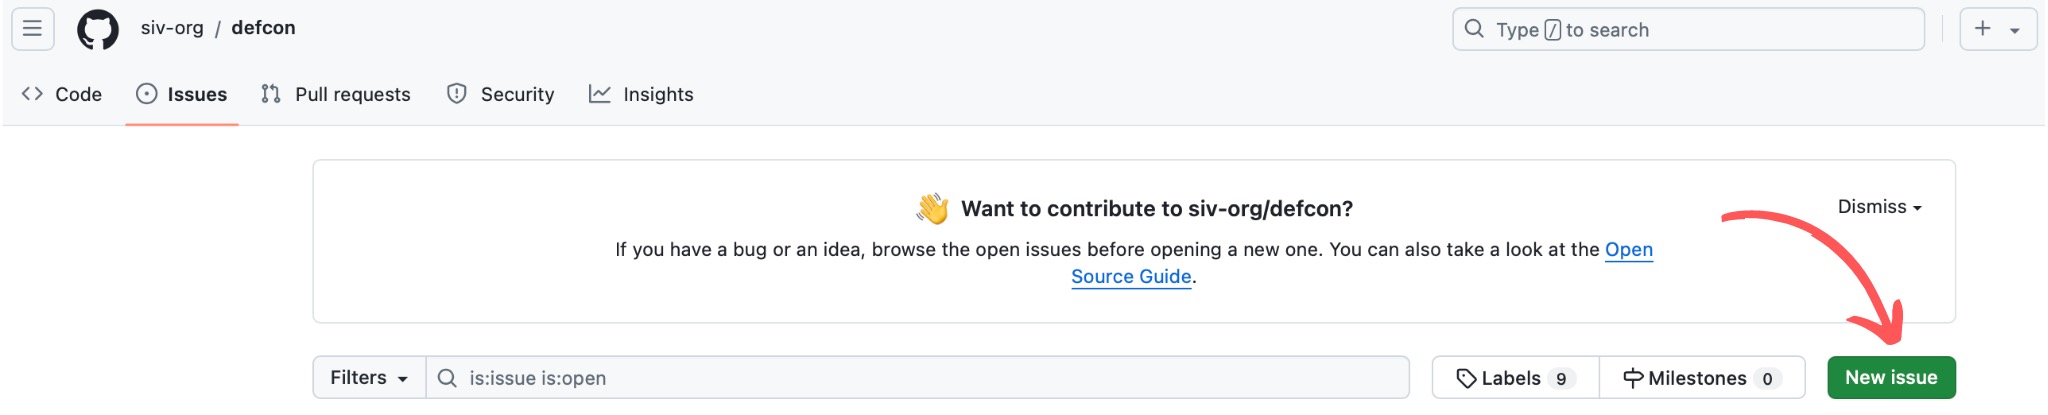 siv-org / defcon
Type / to search
Code
Issues
Pull requests
Security
Insights
Want to contribute to siv-org/defcon?
Dismiss
If you have a bug or an idea, browse the open issues before opening a new one. You can also take a look at the Open
Source Guide.
Filters
is:issue is:open
Labels 9
Milestones 0
New issue